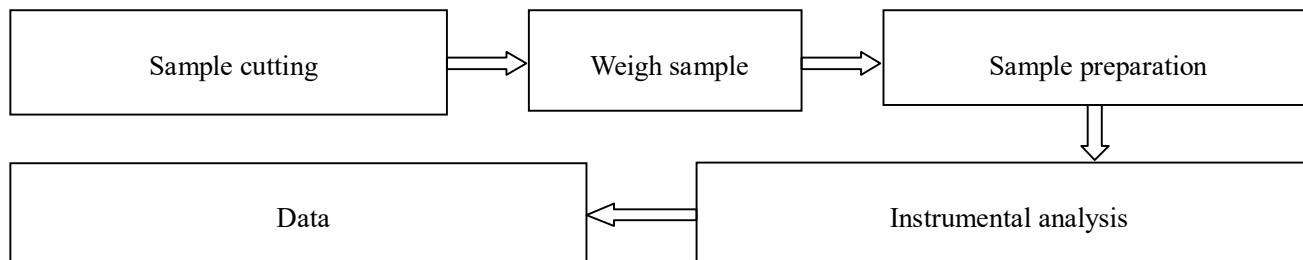 Sample cutting
Weigh sample
Sample preparation
Instrumental analysis
Data